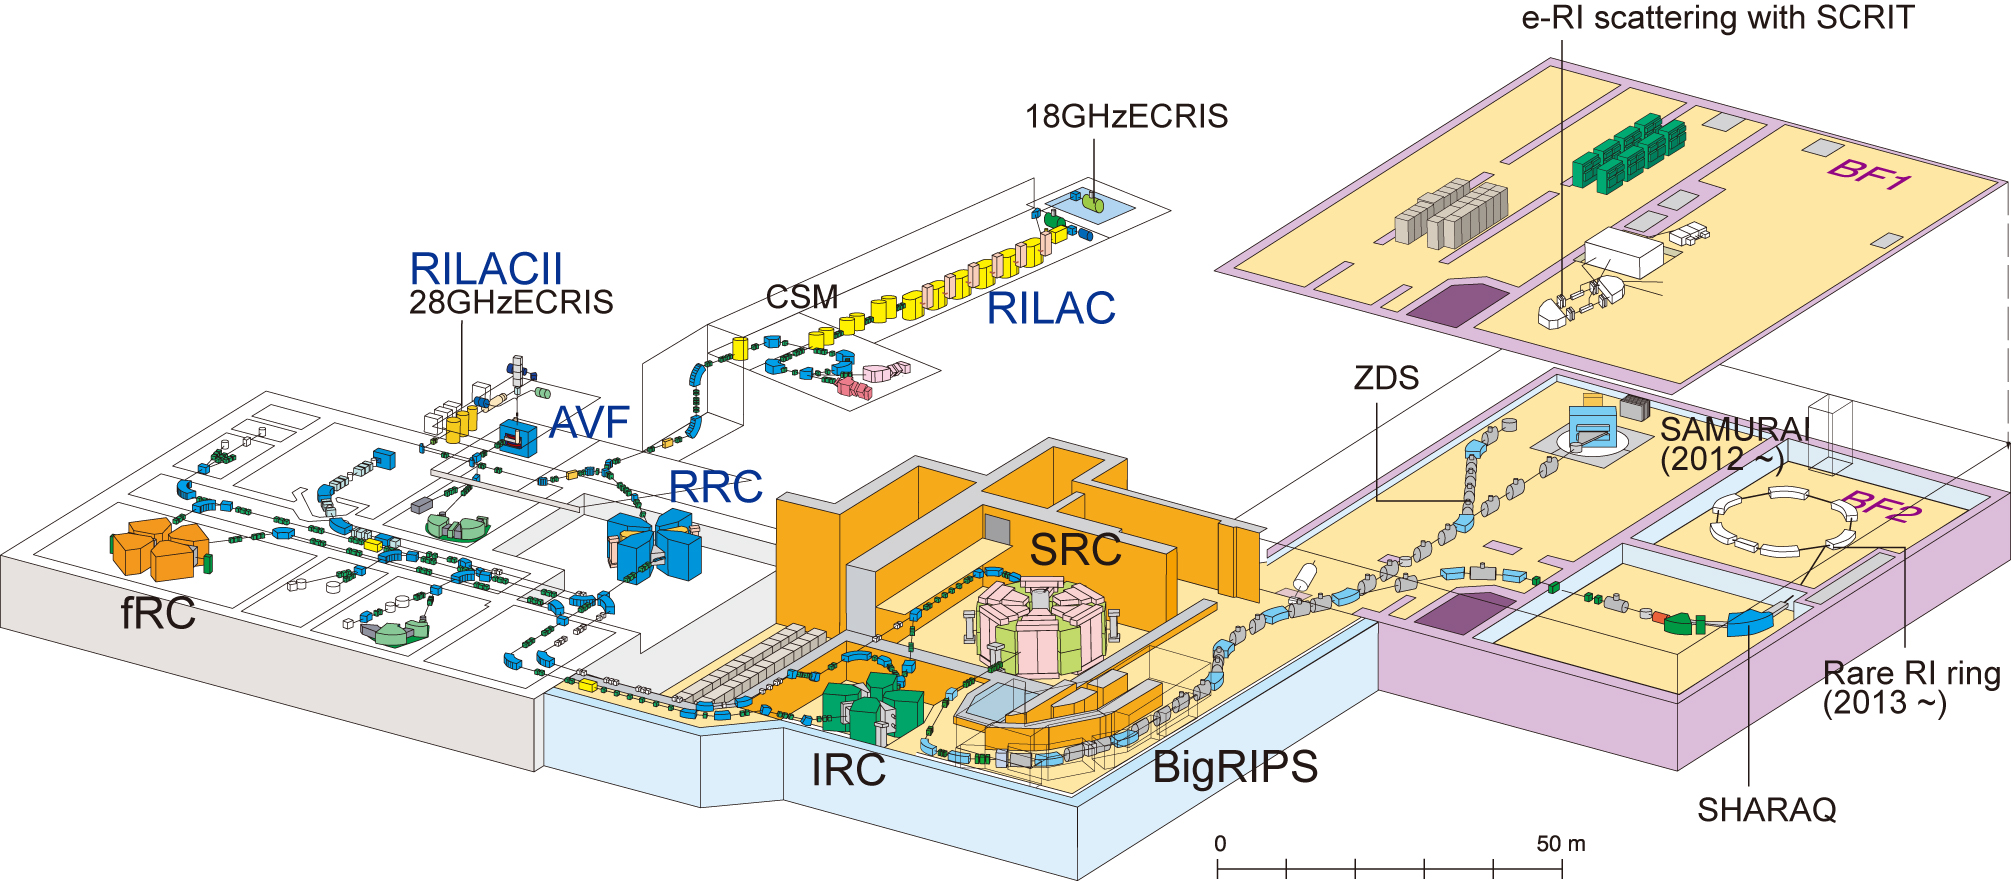 e-RI scattering with SCRIT
18GHzECRIS
BF1
RILACII
28GHzECRIS
CSM
RILAC
ZDS
AVF
SAMURAI
(2012 ~)
RRC
BF2
SRC
fRC
Rare RI ring
(2013 ~)
IRC
BigRIPS
SHARAQ
0
50 m